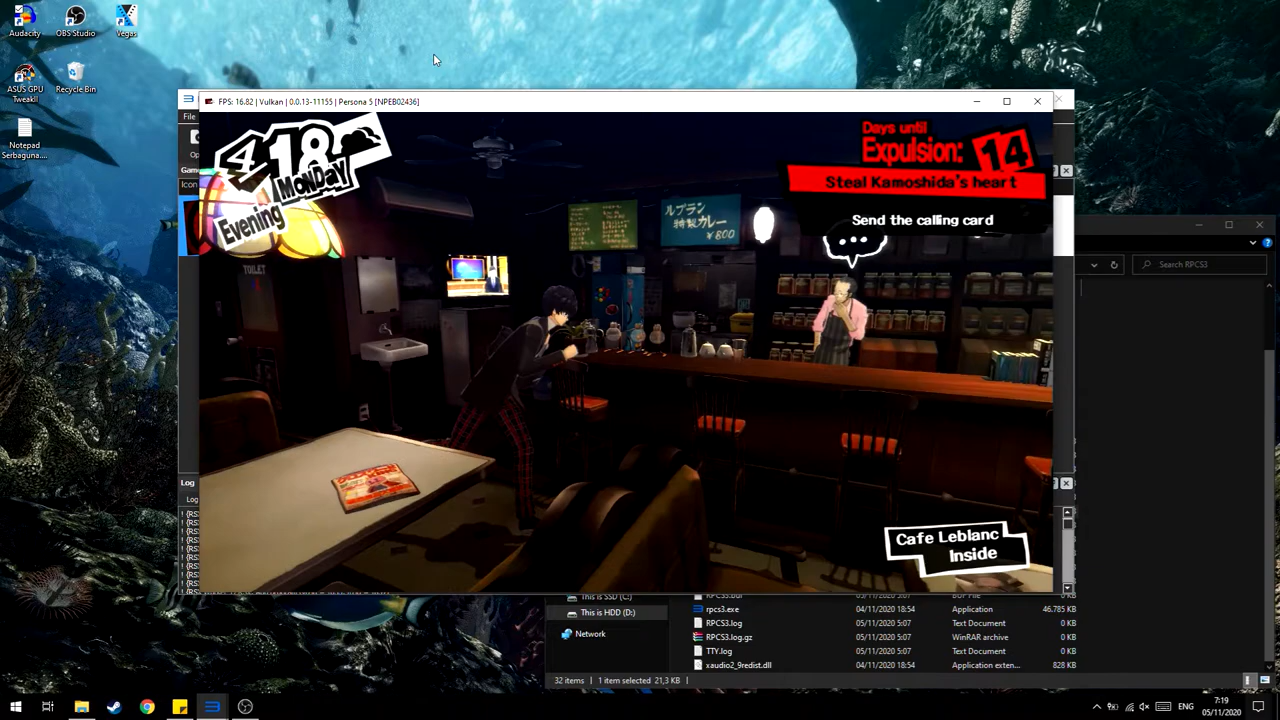 Audacity
OBS Studio
Vegas
ASUS GPU
TweakII
Recycle Bin
Notepad
Serbaguna....
FPS: 16.82 | Vulkan | 0.0.13-11155 | Persona 5 [NPEB02436]
File
4
18
MONDAY
Evening
Days until
Expulsion: 14
Steal Kamoshida's heart
Send the calling card
TOILET
ルブラン
特製カレー
¥800
Icon
Search RPCS3
Cafe Leblanc
Inside
Log
Log
This is SSD (C:)
This is HDD (D:)
Network
rpcs3.exe 04/11/2020 18:54 Application 46.785 KB
RPCS3.log 05/11/2020 5:07 Text Document 0 KB
RPCS3.log.gz 05/11/2020 5:07 WinRAR archive 0 KB
TTY.log 05/11/2020 5:07 Text Document 0 KB
xaudio2_9redist.dll 04/11/2020 18:54 Application exten... 828 KB
32 items | 1 item selected 21,3 KB |
ENG
7:19
05/11/2020